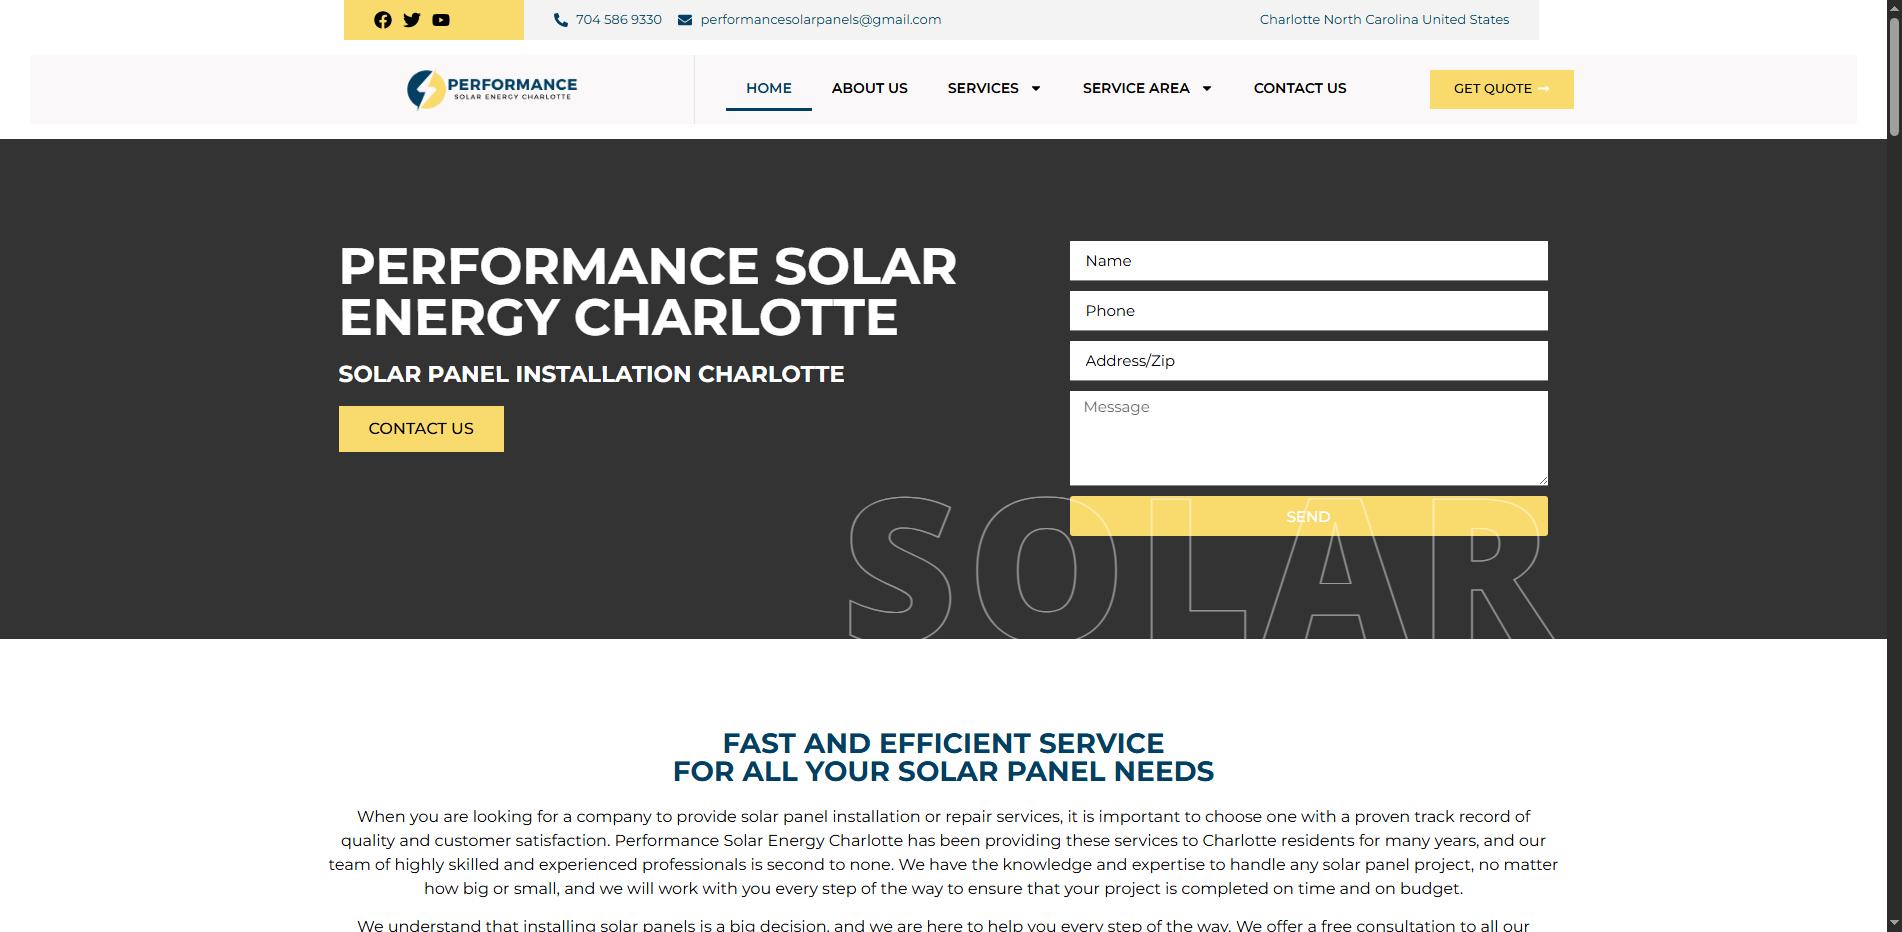 704 586 9330
performancesolarpanels@gmail.com
Charlotte North Carolina United States
PERFORMANCE
SOLAR ENERGY CHARLOTTE
HOME
ABOUT US
SERVICES
SERVICE AREA
CONTACT US
GET QUOTE
PERFORMANCE SOLAR
ENERGY CHARLOTTE
SOLAR PANEL INSTALLATION CHARLOTTE
CONTACT US
Name
Phone
Address/Zip
Message
SEND
SOLAR
FAST AND EFFICIENT SERVICE
FOR ALL YOUR SOLAR PANEL NEEDS
When you are looking for a company to provide solar panel installation or repair services, it is important to choose one with a proven track record of
quality and customer satisfaction. Performance Solar Energy Charlotte has been providing these services to Charlotte residents for many years, and our
team of highly skilled and experienced professionals is second to none. We have the knowledge and expertise to handle any solar panel project, no matter
how big or small, and we will work with you every step of the way to ensure that your project is completed on time and on budget.
We understand that installing solar panels is a big decision, and we are here to help you every step of the way. We offer a free consultation to all our